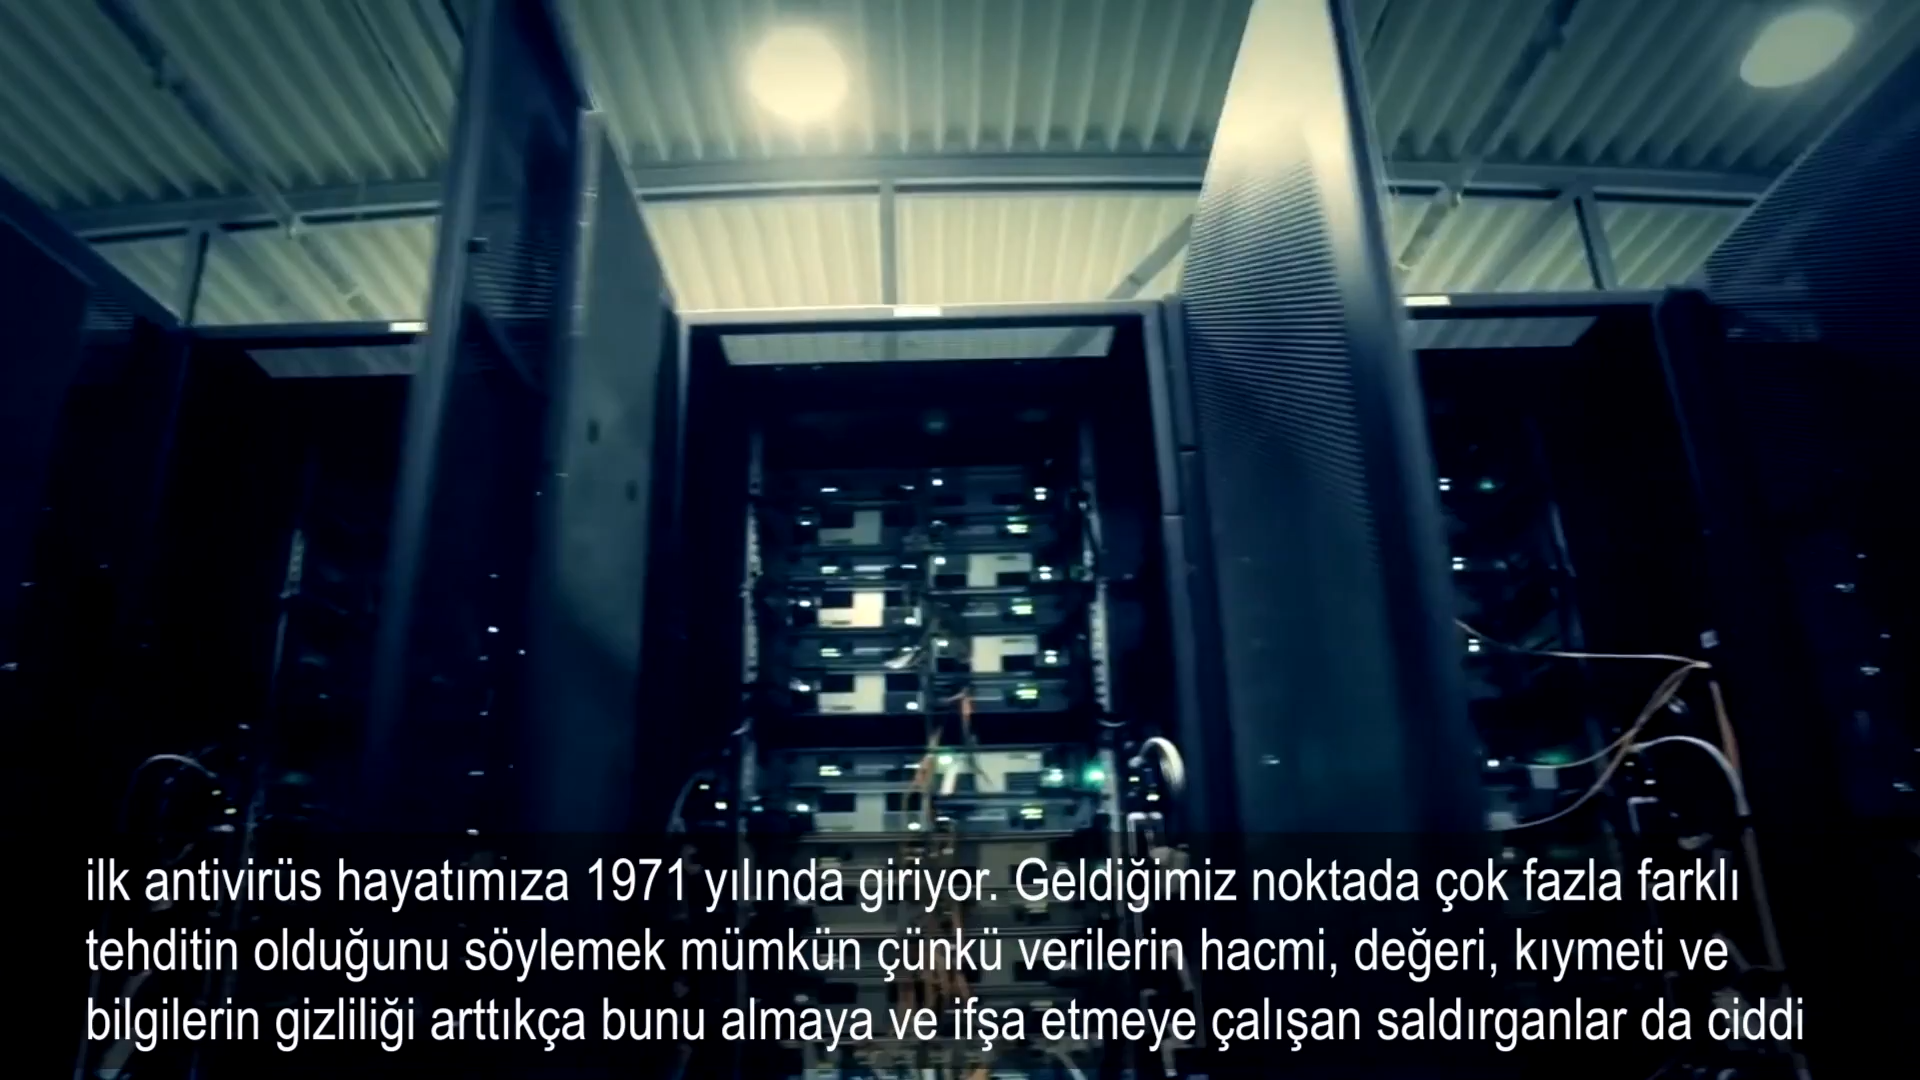 ilk antivirüs hayatımıza 1971 yılında giriyor. Geldiğimiz noktada çok fazla farklı
tehditin olduğunu söylemek mümkün çünkü verilerin hacmi, değeri, kıymeti ve
bilgilerin gizliliği arttıkça bunu almaya ve ifşa etmeye çalışan saldırganlar da ciddi